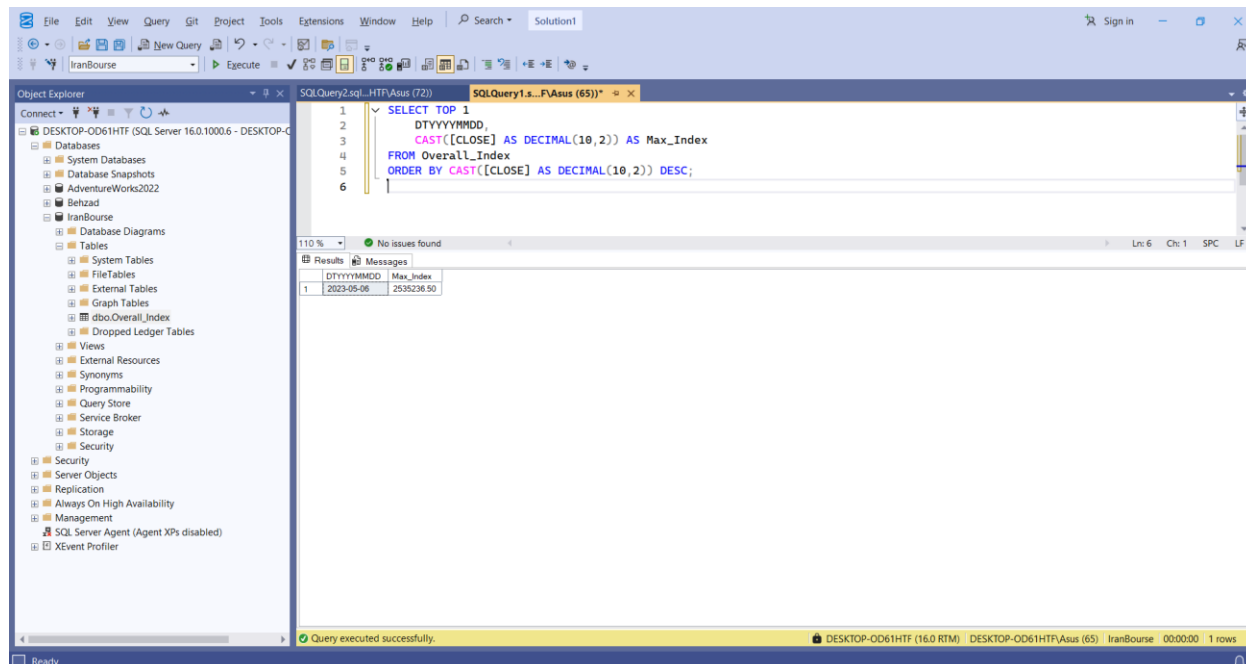 File Edit View Query Git Project Tools Extensions Window Help Search Solution1 Sign in
New Query
IranBourse Execute
Object Explorer
Connect
DESKTOP-OD61HTF (SQL Server 16.0.1000.6 - DESKTOP-O
Databases
System Databases
Database Snapshots
AdventureWorks2022
Behzad
IranBourse
Database Diagrams
Tables
System Tables
FileTables
External Tables
Graph Tables
dbo.Overall_Index
Dropped Ledger Tables
Views
External Resources
Synonyms
Programmability
Query Store
Service Broker
Storage
Security
Security
Server Objects
Replication
Always On High Availability
Management
SQL Server Agent (Agent XPs disabled)
XEvent Profiler
SQLQuery2.sql...HTF\Asus (72)) SQLQuery1.s...F\Asus (65))*
1 SELECT TOP 1
2 DTYYYYMMDD,
3 CAST([CLOSE] AS DECIMAL(10,2)) AS Max_Index
4 FROM Overall_Index
5 ORDER BY CAST([CLOSE] AS DECIMAL(10,2)) DESC;
6
110 % No issues found Ln: 6 Ch: 1 SPC LF
Results Messages
DTYYYYMMDD Max_Index
1 2023-05-06 2535236.50
Query executed successfully. DESKTOP-OD61HTF (16.0 RTM) DESKTOP-OD61HTF\Asus (65) IranBourse 00:00:00 1 rows
Ready